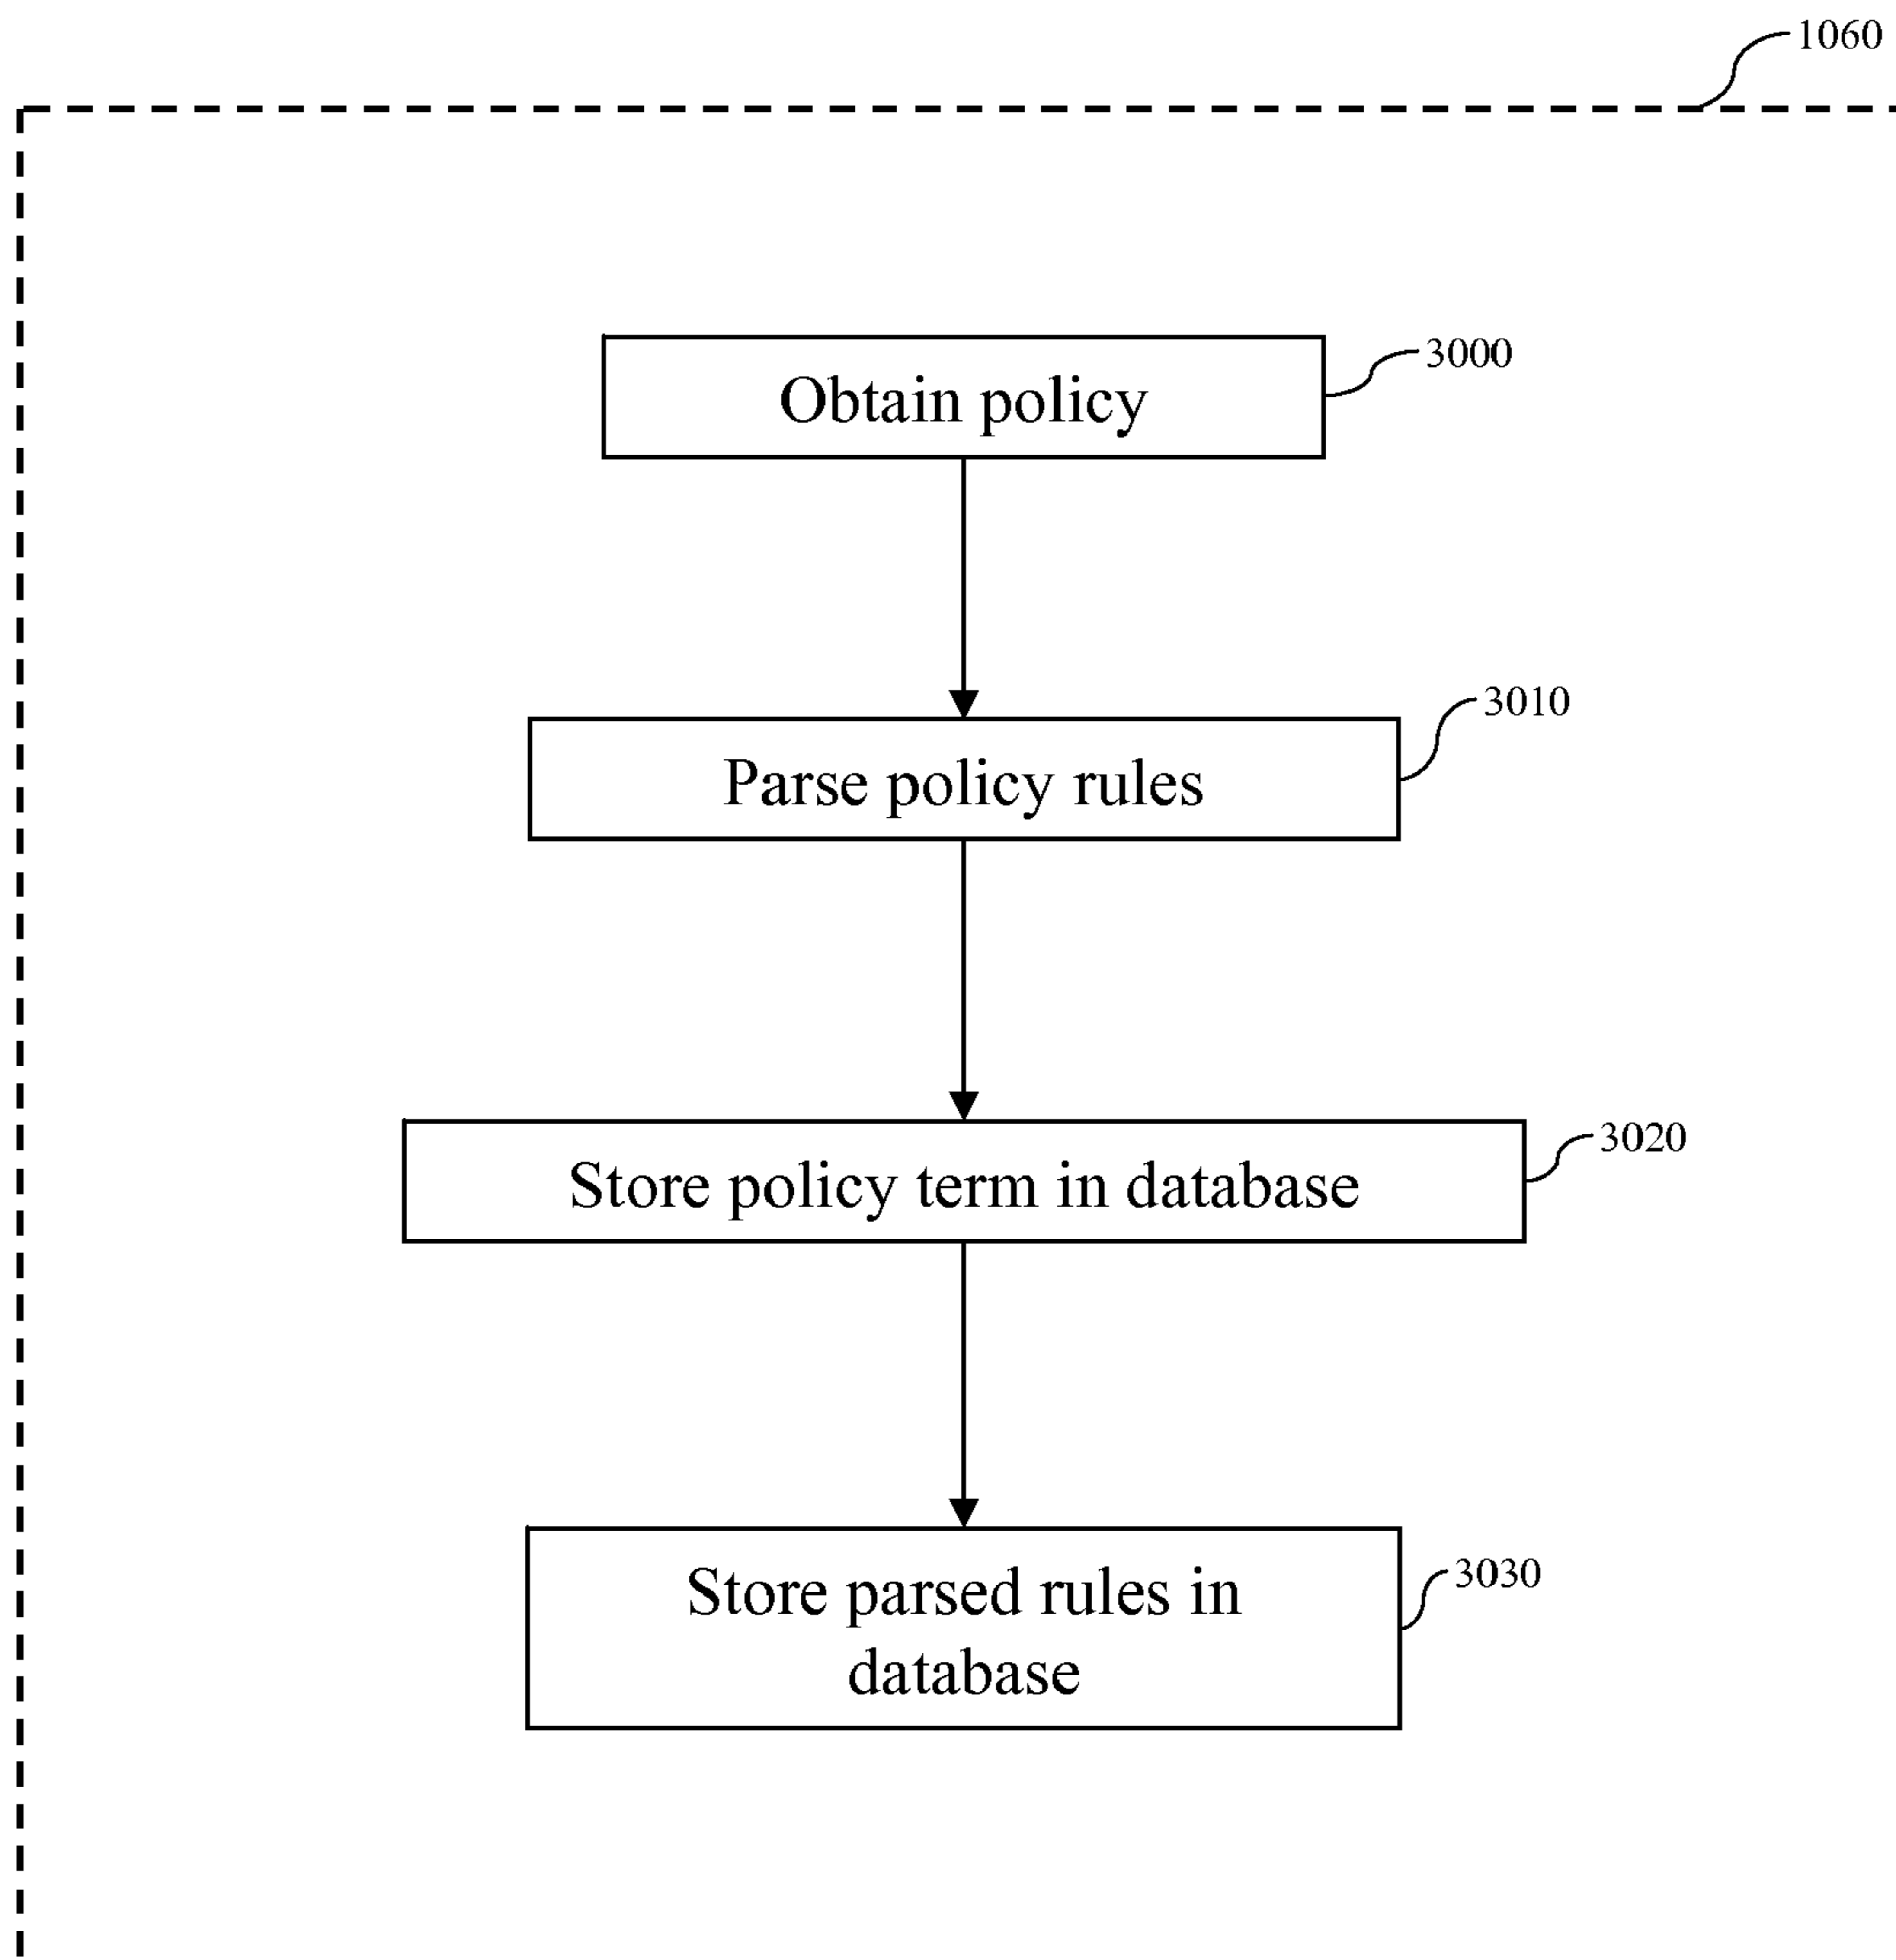 1060
Obtain policy
3000
Parse policy rules
3010
Store policy term in database
3020
Store parsed rules in
database
3030